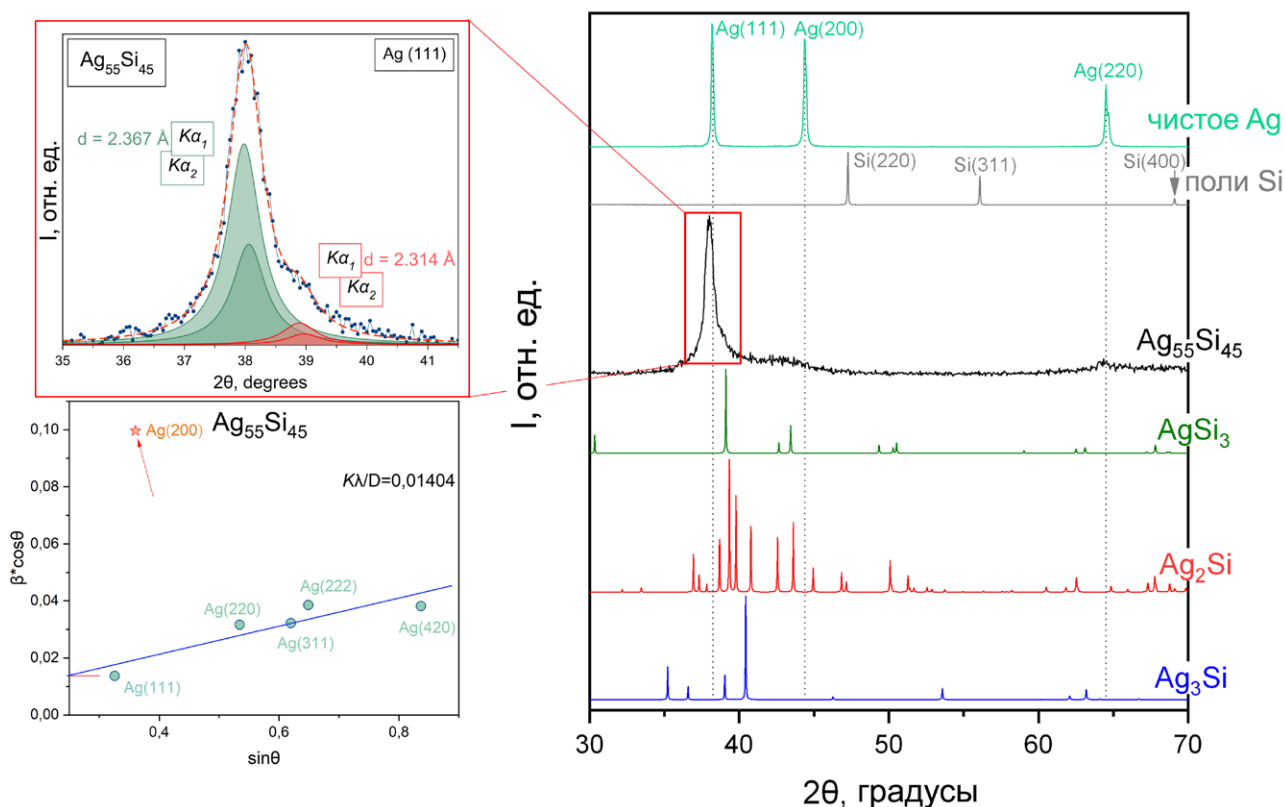 Ag55Si45
Ag (111)
d = 2.367 Å
Kα1
Kα2
Kα1
d = 2.314 Å
Kα2
I, отн. ед.
35 36 37 38 39 40 41
2θ, degrees
Ag55Si45
Ag(200)
Kλ/D=0,01404
Ag(220)
Ag(222)
Ag(311)
Ag(420)
Ag(111)
β*cosθ
0,10
0,08
0,06
0,04
0,02
0,00
0,4 0,6 0,8
sinθ
Ag(111)
Ag(200)
Ag(220)
чистое Ag
Si(220)
Si(311)
Si(400)
поли Si
Ag55Si45
AgSi3
Ag2Si
Ag3Si
I, отн. ед.
30 40 50 60 70
2θ, градусы